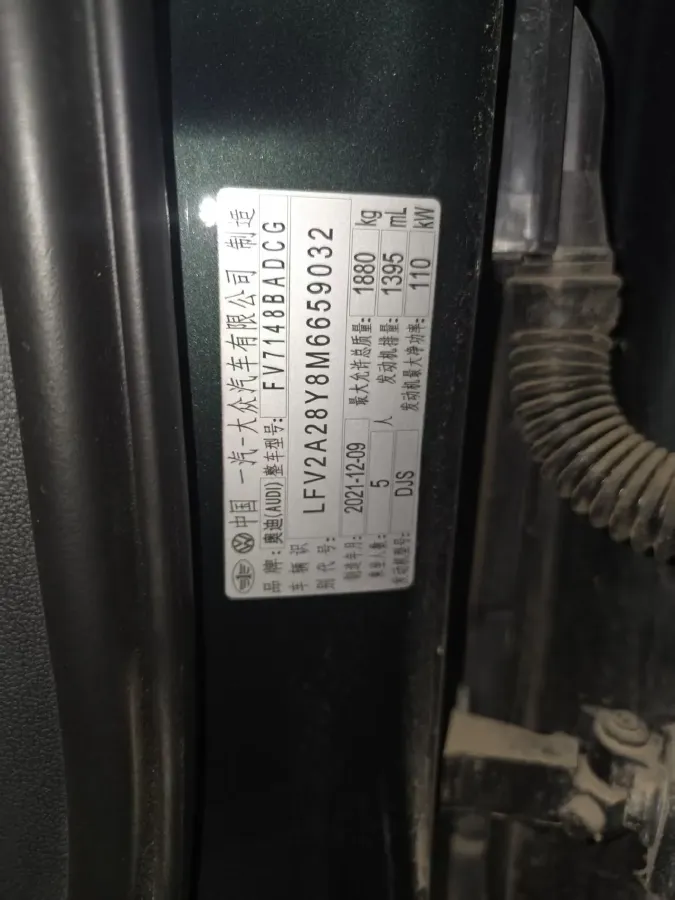 中国 一汽-大众汽车有限公司 制造
品牌: 奥迪(AUDI) 整车型号: FV7148BADCG
车辆识别代号: LFV2A28Y8M6659032
制造年月: 2021-12-09 最大允许总质量: 1880 kg
乘坐人数: 5 人 发动机排量: 1395 mL
发动机型号: DJS 发动机最大净功率: 110 kW